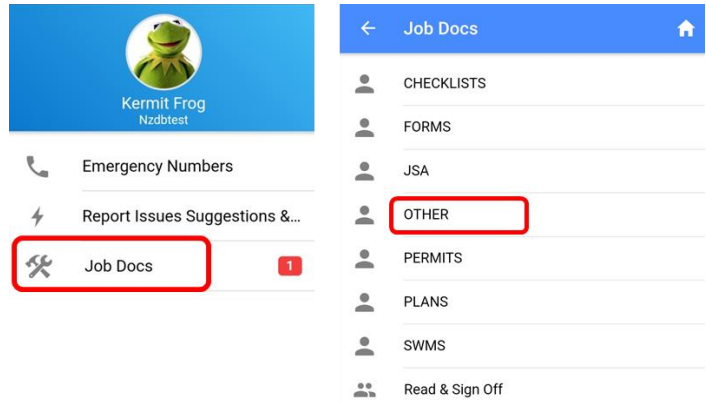 Kermit Frog
Nzdbtest
Emergency Numbers
Report Issues Suggestions &...
Job Docs
1
Job Docs
CHECKLISTS
FORMS
JSA
OTHER
PERMITS
PLANS
SWMS
Read & Sign Off